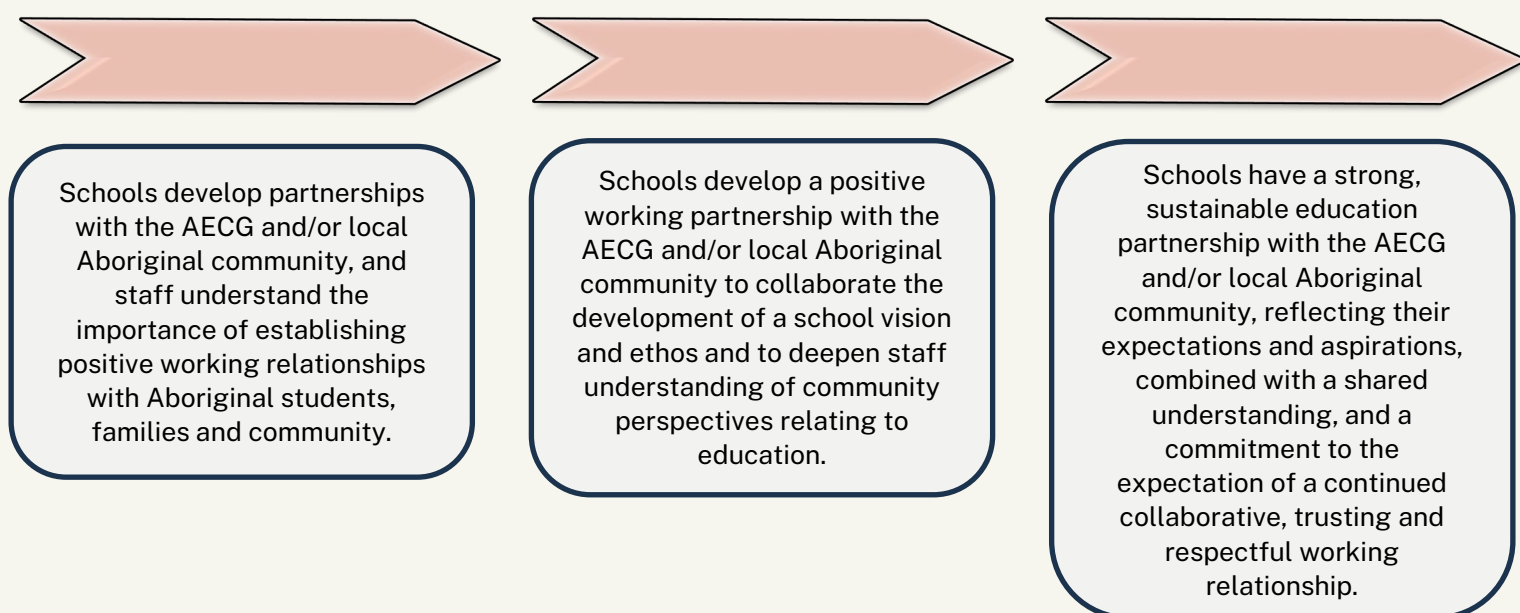 Schools develop partnerships
with the AECG and/or local
Aboriginal community, and
staff understand the
importance of establishing
positive working relationships
with Aboriginal students,
families and community.
Schools develop a positive
working partnership with the
AECG and/or local Aboriginal
community to collaborate the
development of a school vision
and ethos and to deepen staff
understanding of community
perspectives relating to
education.
Schools have a strong,
sustainable education
partnership with the AECG
and/or local Aboriginal
community, reflecting their
expectations and aspirations,
combined with a shared
understanding, and a
commitment to the
expectation of a continued
collaborative, trusting and
respectful working
relationship.